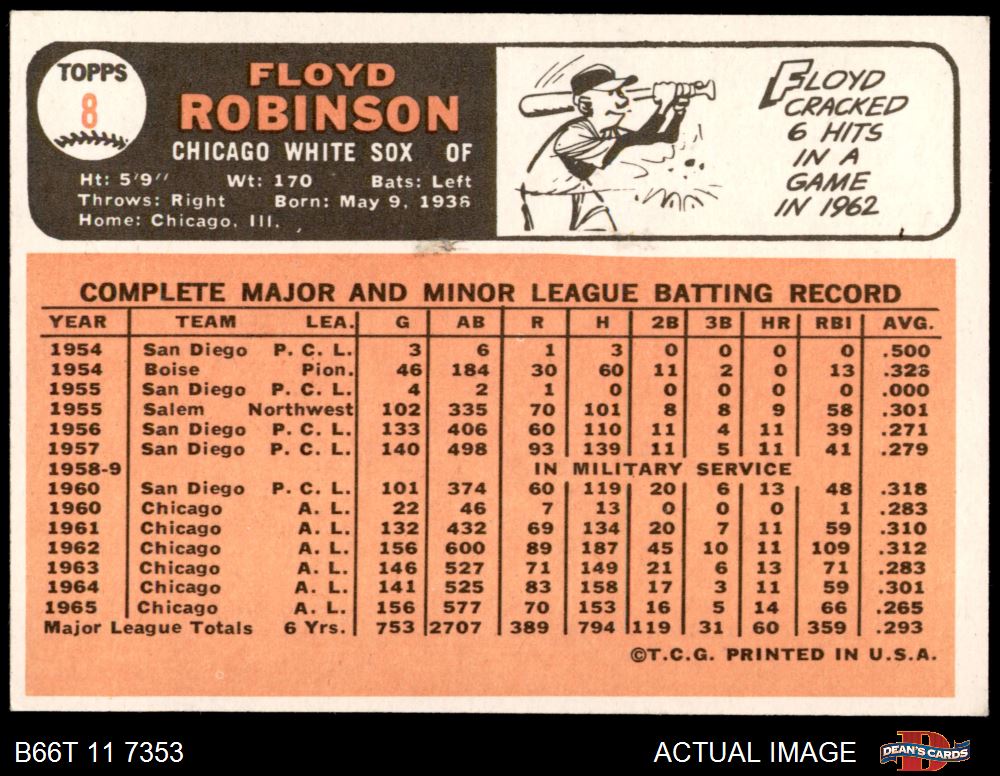 TOPPS
8
FLOYD
ROBINSON
CHICAGO WHITE SOX OF
Ht: 5'9" Wt: 170 Bats: Left
Throws: Right Born: May 9, 1936
Home: Chicago, Ill.
FLOYD
CRACKED
6 HITS
IN A
GAME
IN 1962
COMPLETE MAJOR AND MINOR LEAGUE BATTING RECORD
YEAR TEAM LEA. G AB R H 2B 3B HR RBI AVG.
1954 San Diego P. C. L. 3 6 1 3 0 0 0 0 .500
1954 Boise Pion. 46 184 30 60 11 2 0 13 .326
1955 San Diego P. C. L. 4 2 1 0 0 0 0 0 .000
1955 Salem Northwest 102 335 70 101 8 8 9 58 .301
1956 San Diego P. C. L. 133 406 60 110 11 4 11 39 .271
1957 San Diego P. C. L. 140 498 93 139 11 5 11 41 .279
1958-9 IN MILITARY SERVICE
1960 San Diego P. C. L. 101 374 60 119 20 6 13 48 .318
1960 Chicago A. L. 22 46 7 13 0 0 0 1 .283
1961 Chicago A. L. 132 432 69 134 20 7 11 59 .310
1962 Chicago A. L. 156 600 89 187 45 10 11 109 .312
1963 Chicago A. L. 146 527 71 149 21 6 13 71 .283
1964 Chicago A. L. 141 525 83 158 17 3 11 59 .301
1965 Chicago A. L. 156 577 70 153 16 5 14 66 .265
Major League Totals 6 Yrs. 753 2707 389 794 119 31 60 359 .293
©T.C.G. PRINTED IN U.S.A.
B66T 11 7353 ACTUAL IMAGE DEAN'S CARDS